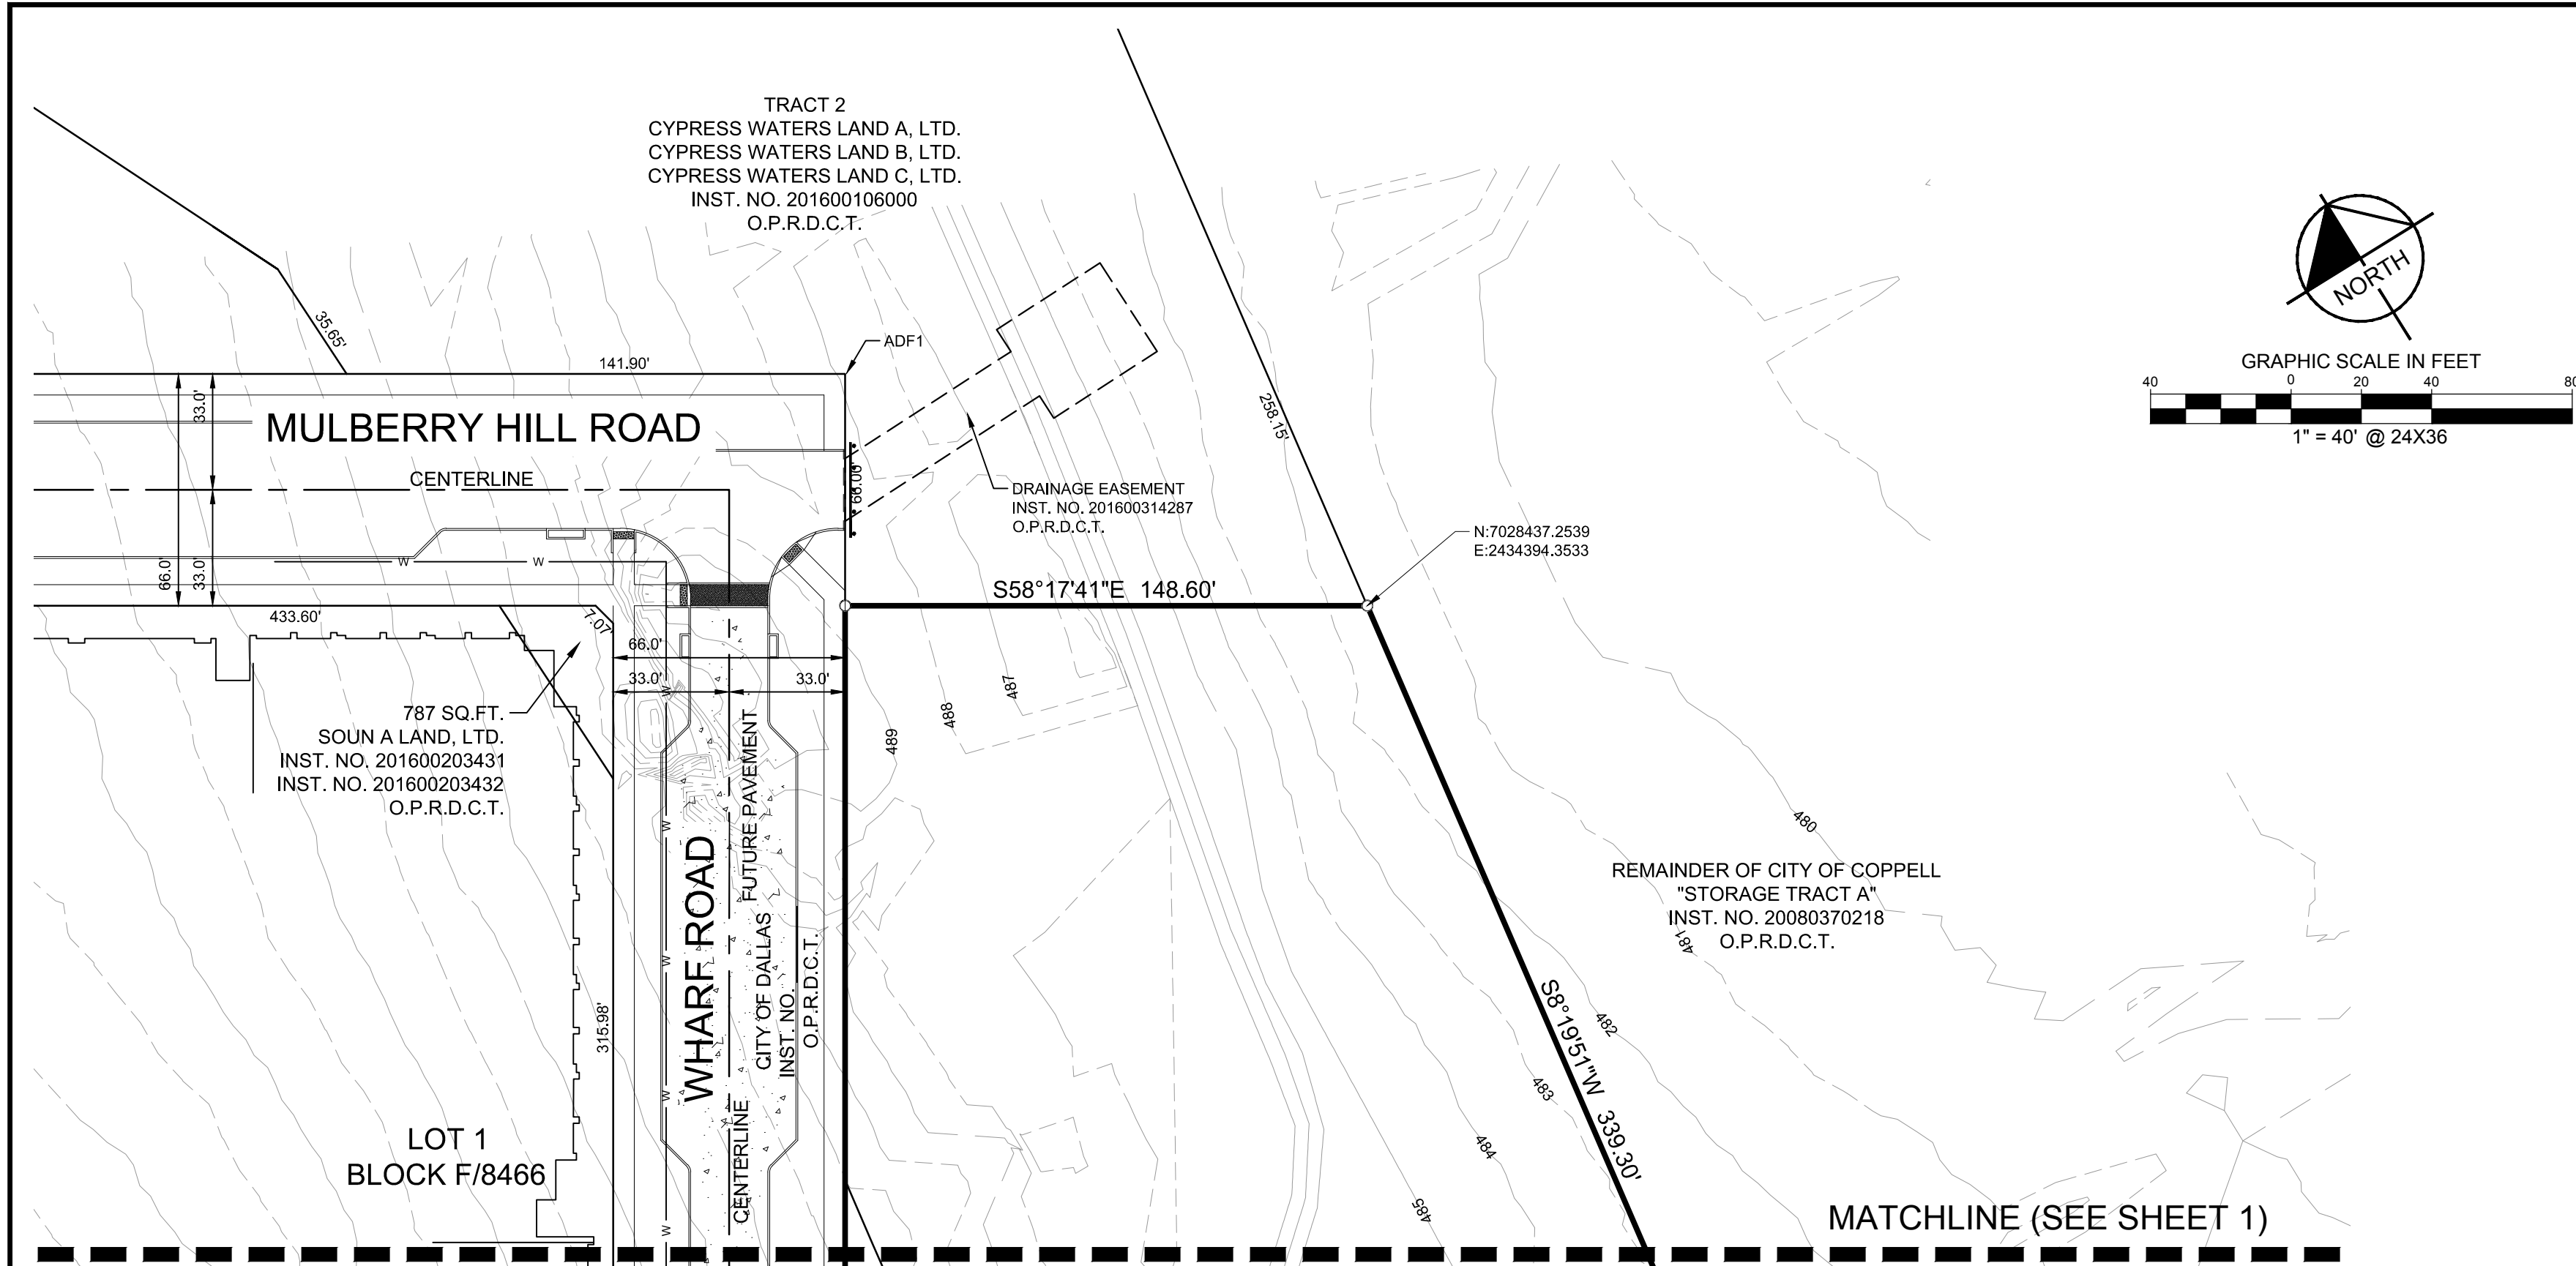 TRACT 2
CYPRESS WATERS LAND A, LTD.
CYPRESS WATERS LAND B, LTD.
CYPRESS WATERS LAND C, LTD.
INST. NO. 201600106000
O.P.R.D.C.T.
NORTH
GRAPHIC SCALE IN FEET
40 0 20 40 80
1" = 40' @ 24X36
35.65'
141.90'
ADF1
258.15'
33.0'
MULBERRY HILL ROAD
CENTERLINE
66.00'
DRAINAGE EASEMENT
INST. NO. 201600314287
O.P.R.D.C.T.
N:7028437.2539
E:2434394.3533
W W
66.0'
33.0'
S58°17'41"E 148.60'
433.60'
7.07'
66.0'
33.0' 33.0'
W
787 SQ.FT.
SOUN A LAND, LTD.
INST. NO. 201600203431
INST. NO. 201600203432
O.P.R.D.C.T.
489
488
487
FUTURE PAVEMENT
WHARF ROAD
CITY OF DALLAS
INST. NO.
O.P.R.D.C.T.
CENTERLINE
W
W
W
W
W
315.98'
480
REMAINDER OF CITY OF COPPELL
"STORAGE TRACT A"
INST. NO. 20080370218
O.P.R.D.C.T.
481
482
483
484
485
S8°19'51"W 339.30'
LOT 1
BLOCK F/8466
MATCHLINE (SEE SHEET 1)